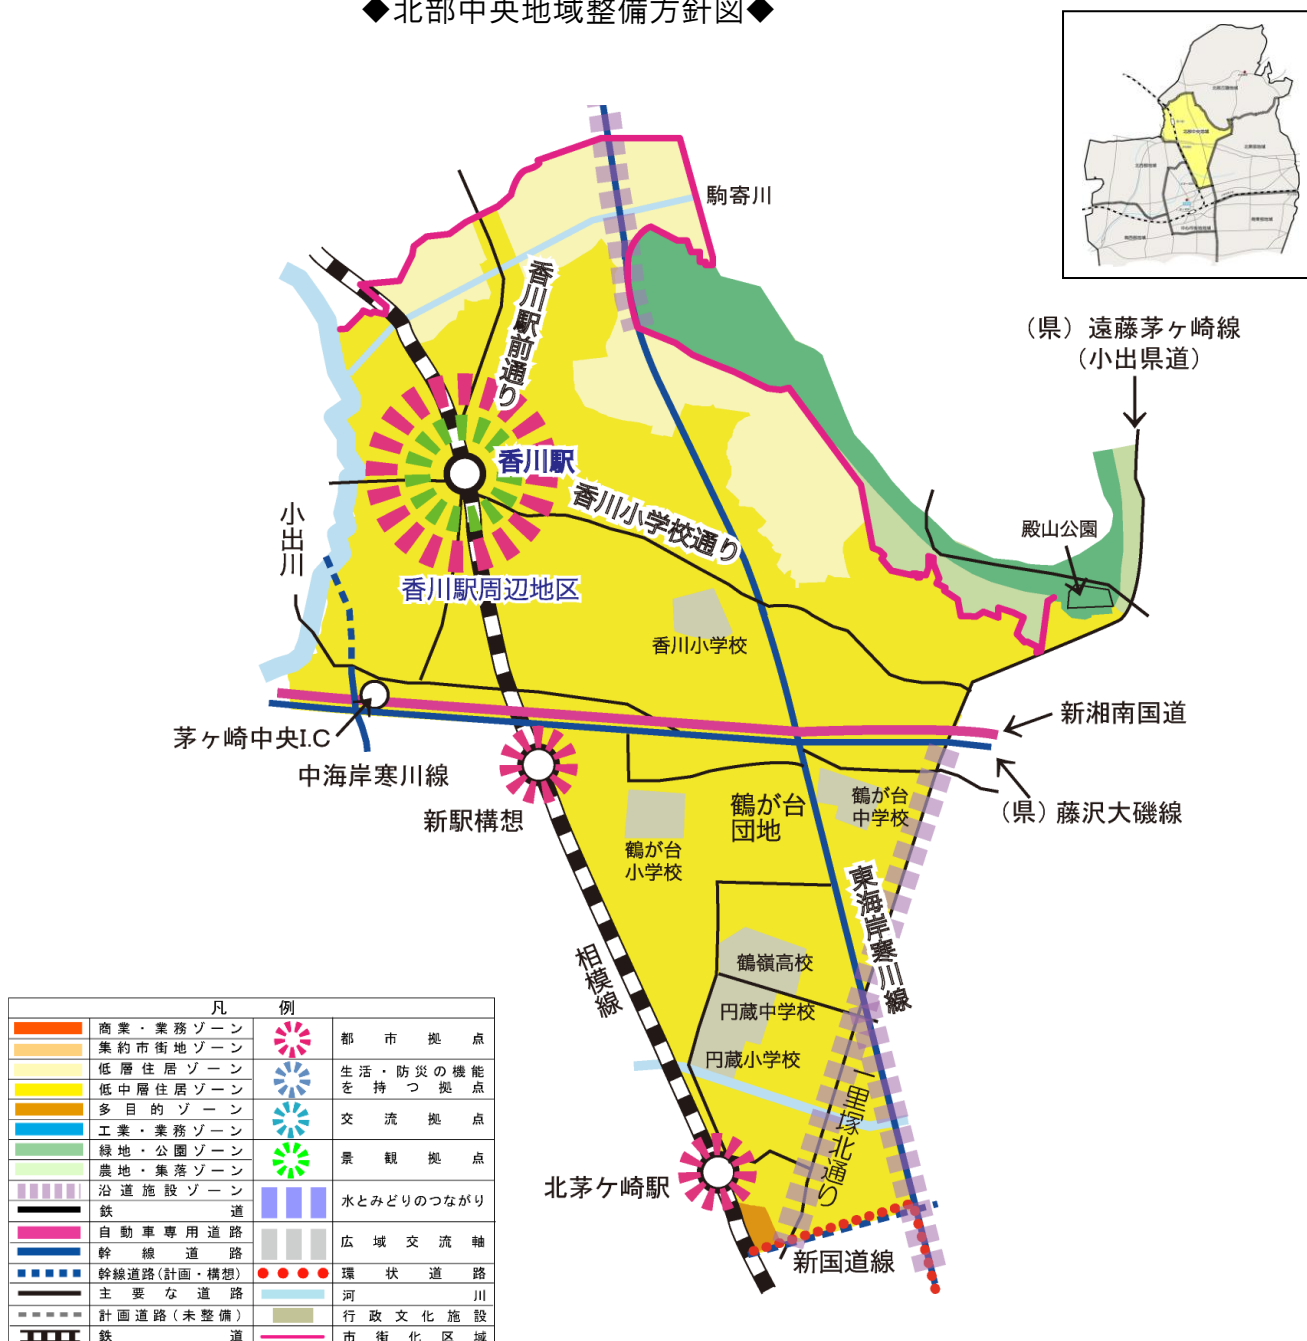 ◆北部中央地域整備方針図◆
駒寄川
香川駅前通り
（県）遠藤茅ヶ崎線
（小出県道）
香川駅
香川小学校通り
殿山公園
小出川
香川駅周辺地区
香川小学校
新湘南国道
茅ヶ崎中央I.C
中海岸寒川線
新駅構想
鶴が台
団地
鶴が台
中学校
（県）藤沢大磯線
鶴が台
小学校
東海岸寒川線
相模線
鶴嶺高校
円蔵中学校
円蔵小学校
一里塚北通り
北茅ケ崎駅
新国道線
凡例
商業・業務ゾーン
集約市街地ゾーン
低層住居ゾーン
低中層住居ゾーン
多目的ゾーン
工業・業務ゾーン
緑地・公園ゾーン
農地・集落ゾーン
沿道施設ゾーン
鉄道
自動車専用道路
幹線道路
幹線道路(計画・構想)
主要な道路
計画道路(未整備)
鉄道
都市拠点
生活・防災の機能
を持つ拠点
交流拠点
景観拠点
水とみどりのつながり
広域交流軸
環状道路
河川
行政文化施設
市街化区域